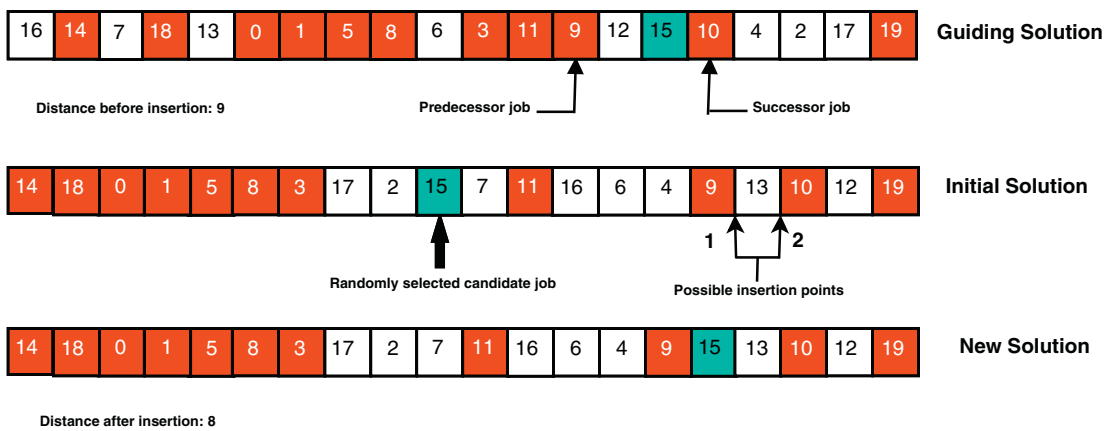 16 14 7 18 13 0 1 5 8 6 3 11 9 12 15 10 4 2 17 19 Guiding Solution
Distance before insertion: 9 Predecessor job Successor job
14 18 0 1 5 8 3 17 2 15 7 11 16 6 4 9 13 10 12 19 Initial Solution
1 2
Randomly selected candidate job Possible insertion points
14 18 0 1 5 8 3 17 2 7 11 16 6 4 9 15 13 10 12 19 New Solution
Distance after insertion: 8